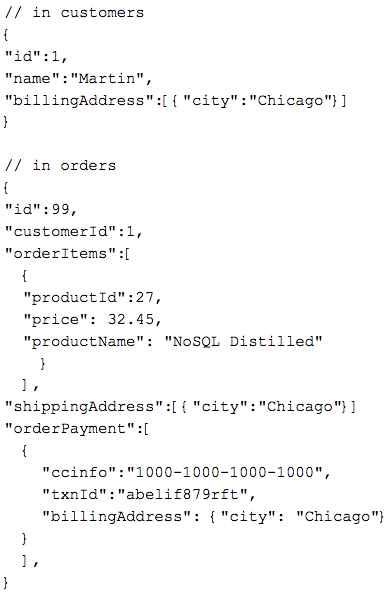 // in customers
{
"id":1,
"name":"Martin",
"billingAddress":[{"city":"Chicago"}]
}

// in orders
{
"id":99,
"customerId":1,
"orderItems":[
  {
  "productId":27,
  "price": 32.45,
  "productName": "NoSQL Distilled"
    }
  ],
"shippingAddress":[{"city":"Chicago"}]
"orderPayment":[
  {
    "ccinfo":"1000-1000-1000-1000",
    "txnId":"abelif879rft",
    "billingAddress": {"city": "Chicago"}
  }
  ],
}